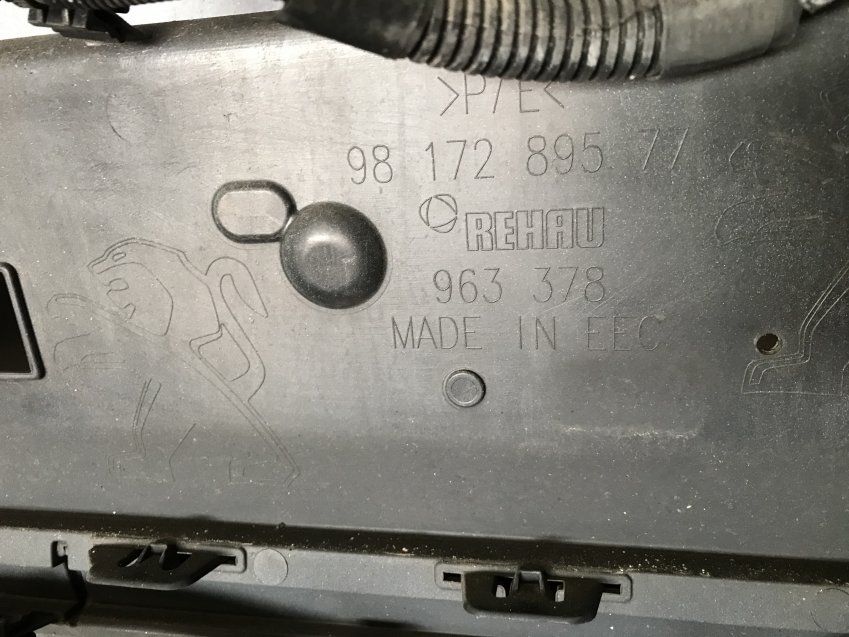 >P/E<
98 172 895 77
REHAU
963 378
MADE IN EEC